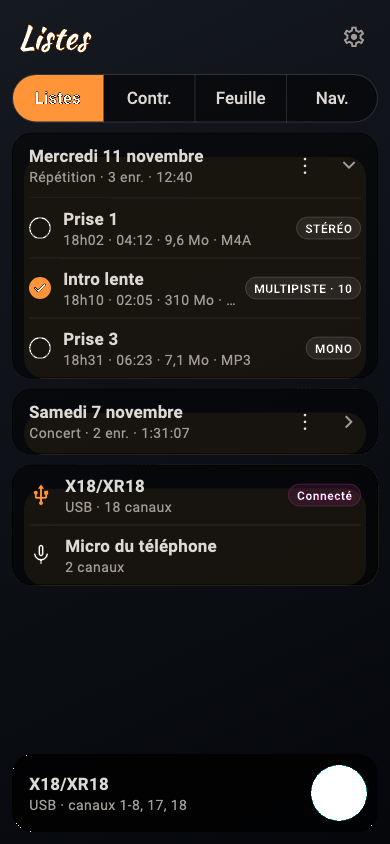 Listes
Listes
Contr.
Feuille
Nav.
Mercredi 11 novembre
Répétition · 3 enr. · 12:40
Prise 1
18h02 · 04:12 · 9,6 Mo · M4A
STÉRÉO
Intro lente
18h10 · 02:05 · 310 Mo · …
MULTIPISTE · 10
Prise 3
18h31 · 06:23 · 7,1 Mo · MP3
MONO
Samedi 7 novembre
Concert · 2 enr. · 1:31:07
X18/XR18
USB · 18 canaux
Connecté
Micro du téléphone
2 canaux
X18/XR18
USB · canaux 1-8, 17, 18